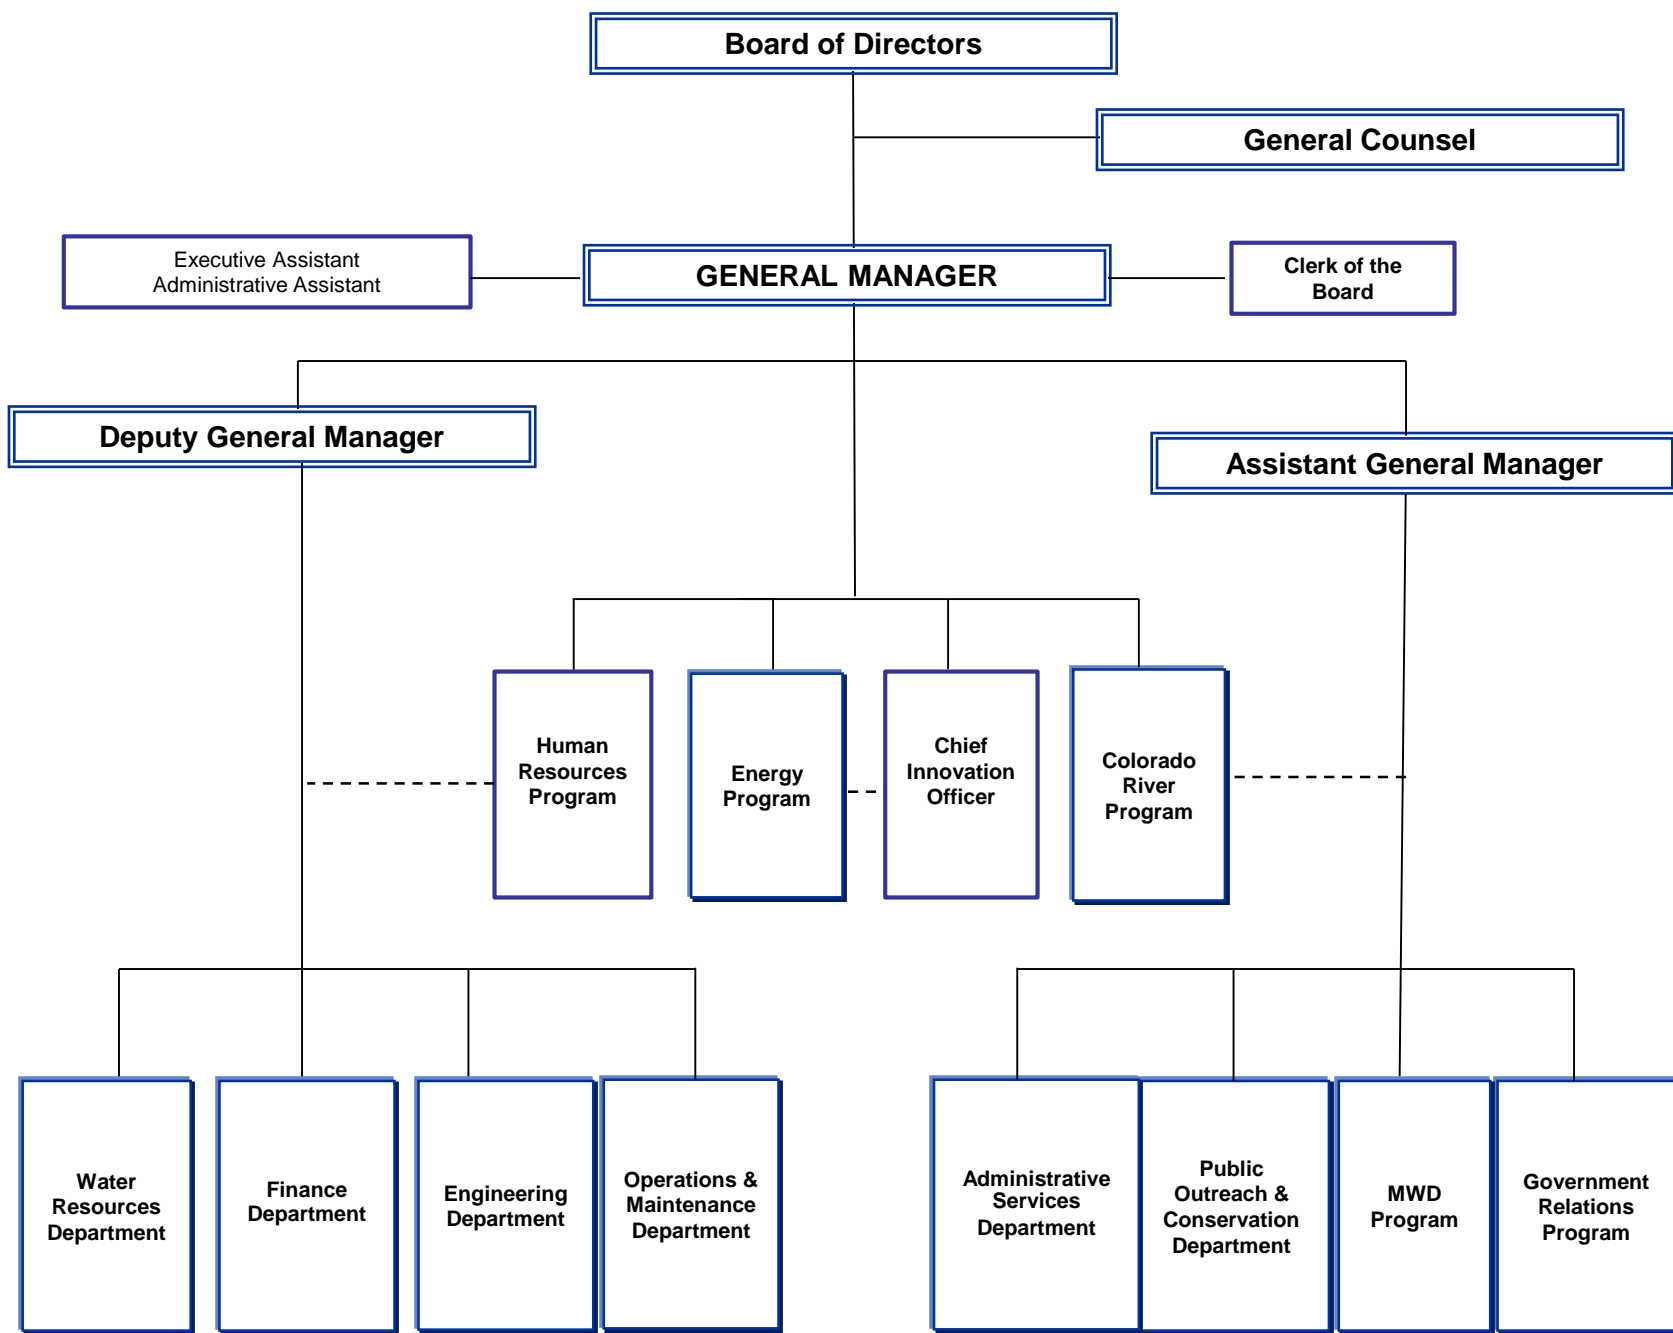 Board of Directors
General Counsel
Executive Assistant
Administrative Assistant
GENERAL MANAGER
Clerk of the
Board
Deputy General Manager
Assistant General Manager
Human
Resources
Program
Energy
Program
Chief
Innovation
Officer
Colorado
River
Program
Water
Resources
Department
Finance
Department
Engineering
Department
Operations &
Maintenance
Department
Administrative
Services
Department
Public
Outreach &
Conservation
Department
MWD
Program
Government
Relations
Program